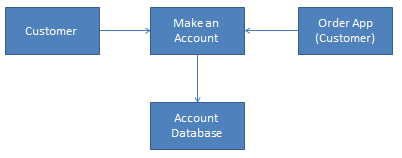 Customer
Make an
Account
Order App
(Customer)
Account
Database